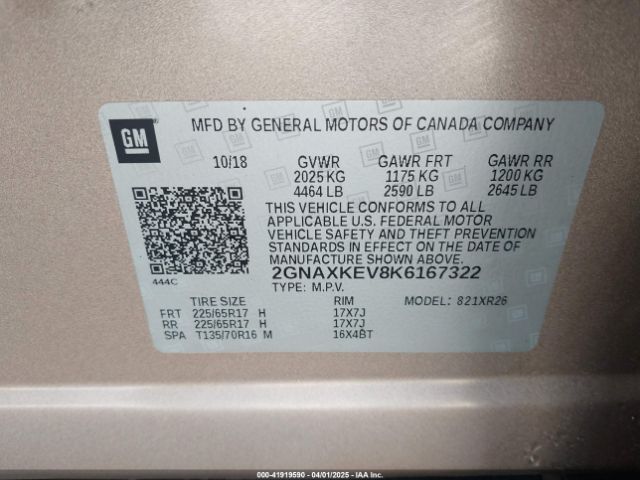 GM
MFD BY GENERAL MOTORS OF CANADA COMPANY
10/18 GVWR GAWR FRT GAWR RR
2025 KG 1175 KG 1200 KG
4464 LB 2590 LB 2645 LB
THIS VEHICLE CONFORMS TO ALL
APPLICABLE U.S. FEDERAL MOTOR
VEHICLE SAFETY AND THEFT PREVENTION
STANDARDS IN EFFECT ON THE DATE OF
MANUFACTURE SHOWN ABOVE.
444C 2GNAXKEV8K6167322
TYPE: M.P.V.
TIRE SIZE RIM MODEL: 821XR26
FRT 225/65R17 H 17X7J
RR 225/65R17 H 17X7J
SPA T135/70R16 M 16X4BT
00-41919590 - 04/01/2025 - IAA Inc.